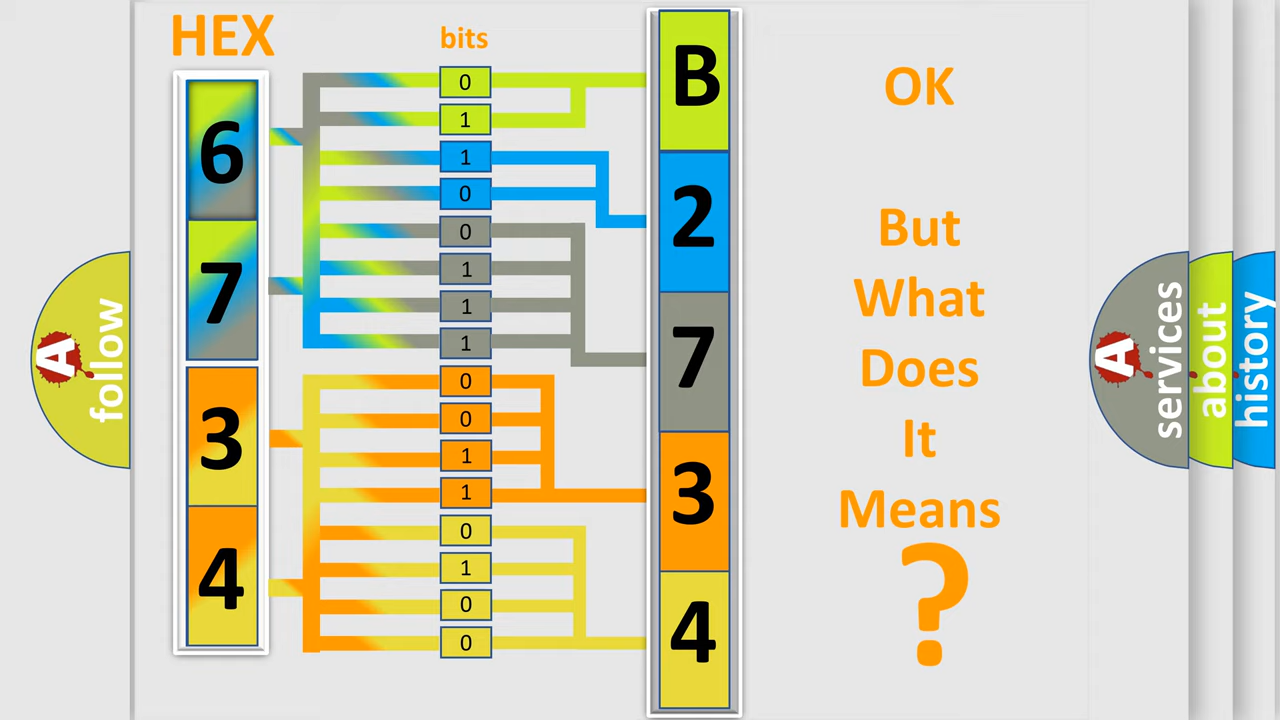 HEX
bits
6
7
3
4
0
1
1
0
0
1
1
1
0
0
1
1
0
1
0
0
B
2
7
3
4
OK
But
What
Does
It
Means
?
A
follow
A
services
about
history